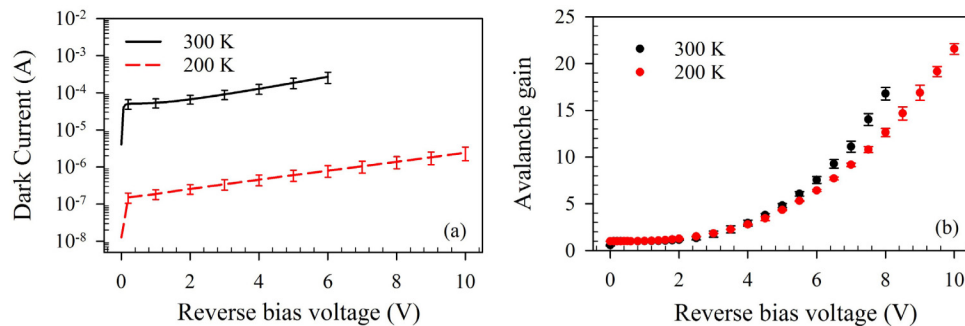 10⁻²
10⁻³
10⁻⁴
10⁻⁵
10⁻⁶
10⁻⁷
10⁻⁸
Dark Current (A)
300 K
200 K
(a)
0 2 4 6 8 10
Reverse bias voltage (V)
25
20
15
10
5
0
Avalanche gain
300 K
200 K
(b)
0 2 4 6 8 10
Reverse bias voltage (V)